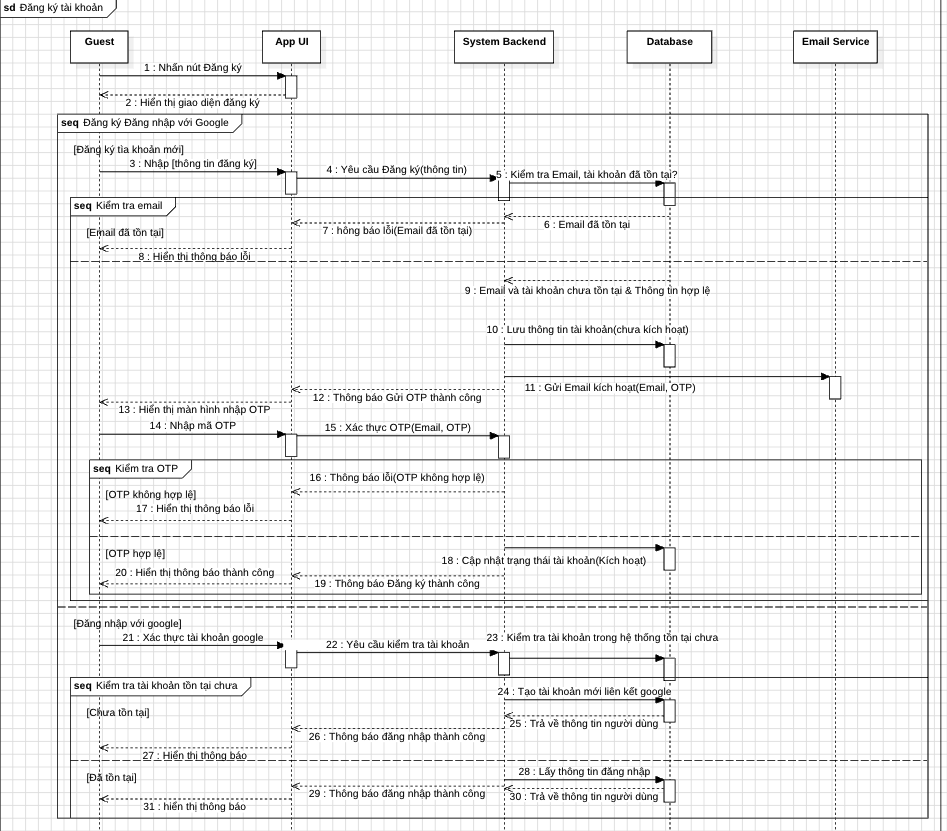 sd Đăng ký tài khoản
Guest
App UI
System Backend
Database
Email Service
1 : Nhấn nút Đăng ký
2 : Hiển thị giao diện đăng ký
seq Đăng ký Đăng nhập với Google
[Đăng ký tìa khoản mới]
3 : Nhập [thông tin đăng ký]
4 : Yêu cầu Đăng ký(thông tin)
5 : Kiểm tra Email, tài khoản đã tồn tại?
seq Kiểm tra email
6 : Email đã tồn tại
7 : hông báo lỗi(Email đã tồn tại)
[Email đã tồn tại]
8 : Hiển thị thông báo lỗi
9 : Email và tài khoản chưa tồn tại & Thông tin hợp lệ
10 : Lưu thông tin tài khoản(chưa kích hoạt)
11 : Gửi Email kích hoạt(Email, OTP)
12 : Thông báo Gửi OTP thành công
13 : Hiển thị màn hình nhập OTP
14 : Nhập mã OTP
15 : Xác thực OTP(Email, OTP)
seq Kiểm tra OTP
16 : Thông báo lỗi(OTP không hợp lệ)
[OTP không hợp lệ]
17 : Hiển thị thông báo lỗi
[OTP hợp lệ]
18 : Cập nhật trạng thái tài khoản(Kích hoạt)
20 : Hiển thị thông báo thành công
19 : Thông báo Đăng ký thành công
[Đăng nhập với google]
21 : Xác thực tài khoản google
22 : Yêu cầu kiểm tra tài khoản
23 : Kiểm tra tài khoản trong hệ thống tồn tại chưa
seq Kiểm tra tài khoản tồn tại chưa
24 : Tạo tài khoản mới liên kết google
[Chưa tồn tại]
25 : Trả về thông tin người dùng
26 : Thông báo đăng nhập thành công
27 : Hiển thị thông báo
[Đã tồn tại]
28 : Lấy thông tin đăng nhập
29 : Thông báo đăng nhập thành công
30 : Trả về thông tin người dùng
31 : hiển thị thông báo